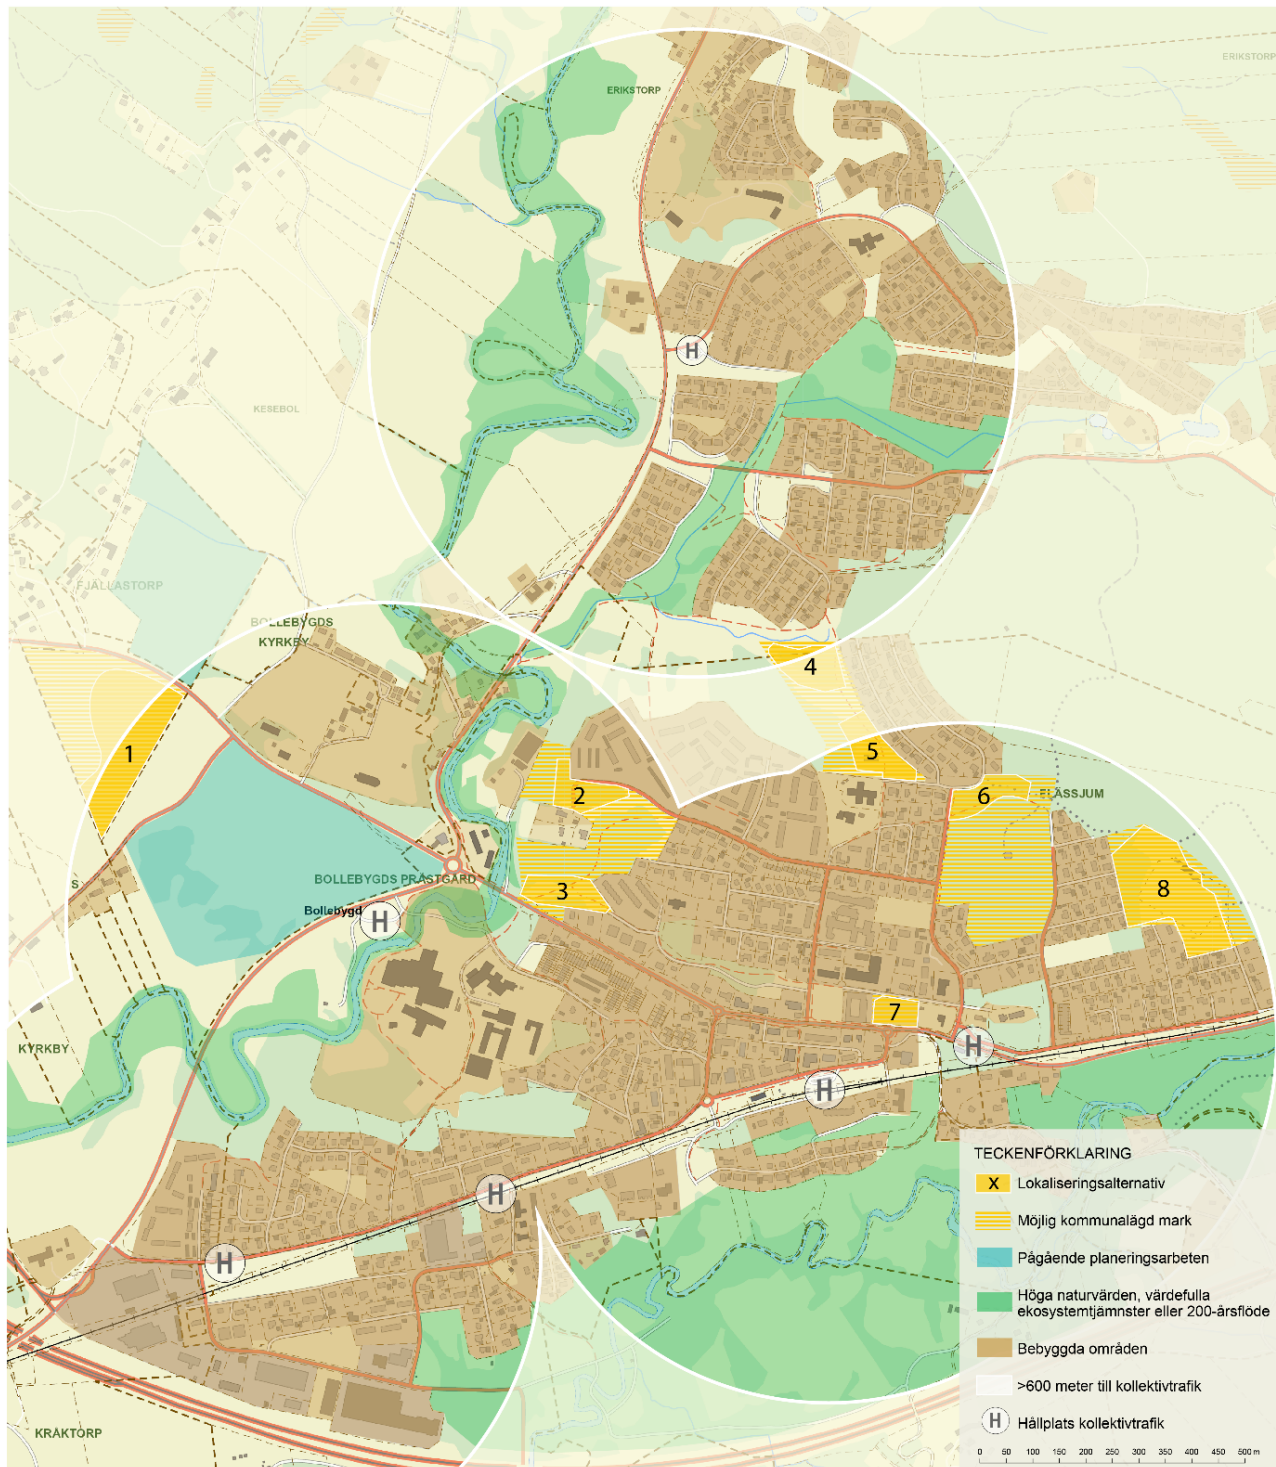 ERIKSTORP
ERIKSTORP
H
KESEBOL
FJÄLLASTORP
BOLLEBYGDS
KYRKBY
4
1
5
2
6
FLÄSSJUM
BOLLEBYGDS PRÄSTGÅRD
3
8
S
Bollebygd
H
7
KYRKBY
H
H
H
H
TECKENFÖRKLARING
X Lokaliseringsalternativ
Möjlig kommunalägd mark
Pågående planeringsarbeten
Höga naturvärden, värdefulla
ekosystemtjämnster eller 200-årsflöde
Bebyggda områden
>600 meter till kollektivtrafik
H Hållplats kollektivtrafik
0 50 100 150 200 250 300 350 400 450 500 m
KRÅKTORP